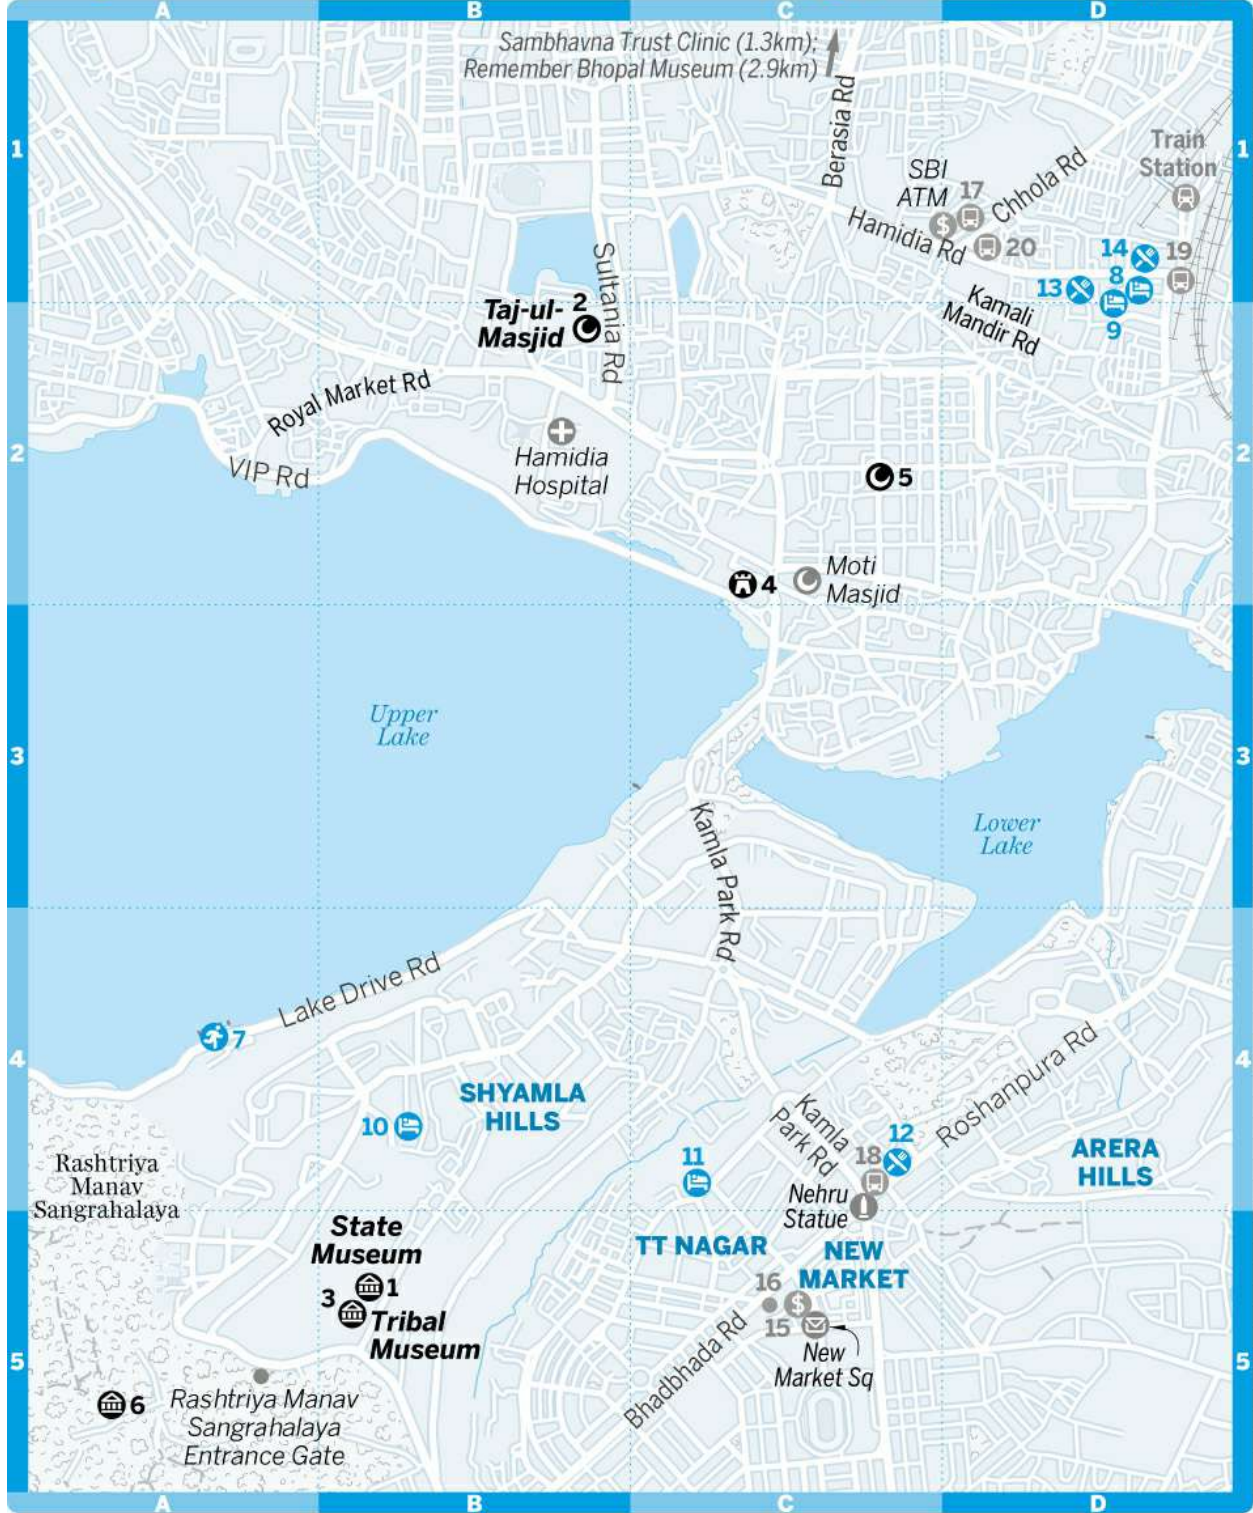 A
B
C
D
Sambhavna Trust Clinic (1.3km);
Remember Bhopal Museum (2.9km)
Berasia Rd
1
1
Train
Station
SBI
ATM
17
Chhola Rd
Hamidia Rd
20
14
19
8
13
9
Kamali
Mandir Rd
Sultania Rd
Taj-ul-
Masjid
2
Royal Market Rd
VIP Rd
2
2
Hamidia
Hospital
5
4
Moti
Masjid
Upper
Lake
3
3
Kamla Park Rd
Lower
Lake
Lake Drive Rd
7
4
4
SHYAMLA
HILLS
10
Roshanpura Rd
Kamla
Park Rd
12
18
11
ARERA
HILLS
Rashtriya
Manav
Sangrahalaya
Nehru
Statue
State
Museum
1
3
Tribal
Museum
TT NAGAR
NEW
MARKET
16
15
New
Market Sq
Bhadbhada Rd
5
5
6
Rashtriya Manav
Sangrahalaya
Entrance Gate
A
B
C
D